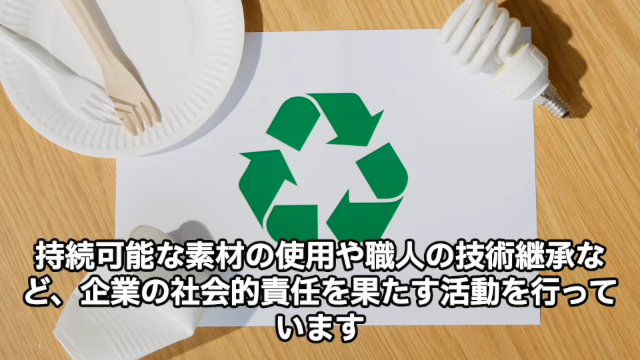 持続可能な素材の使用や職人の技術継承な
ど、企業の社会的責任を果たす活動を行って
います